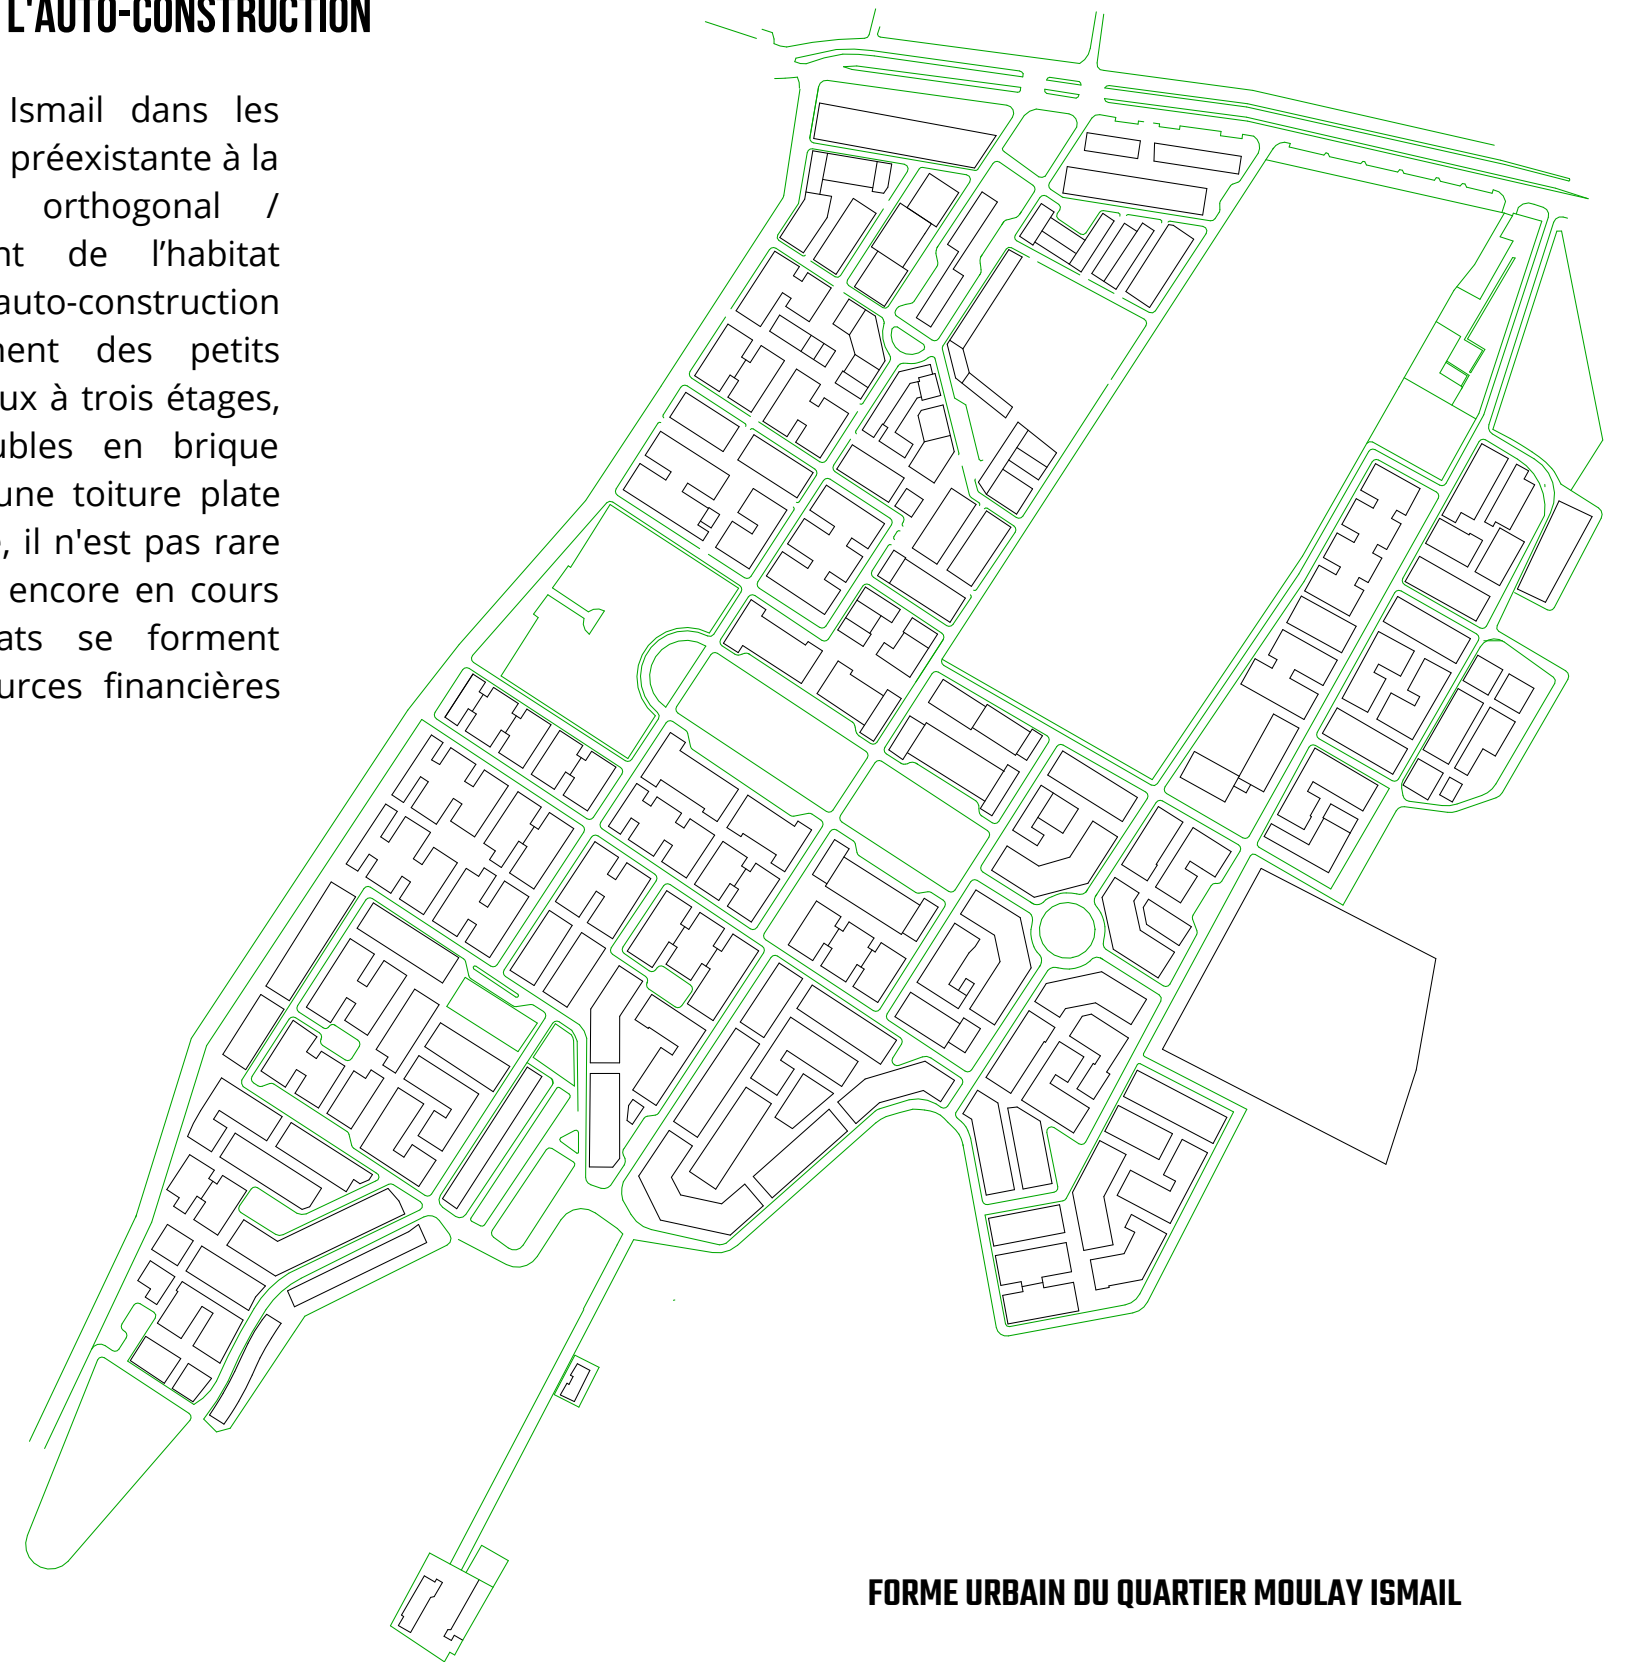 L'AUTO-CONSTRUCTION
Ismail dans les
préexistante à la
orthogonal /
nt de l’habitat
auto-construction
nent des petits
ux à trois étages,
ubles en brique
une toiture plate
, il n'est pas rare
encore en cours
ats se forment
urces financières
FORME URBAIN DU QUARTIER MOULAY ISMAIL